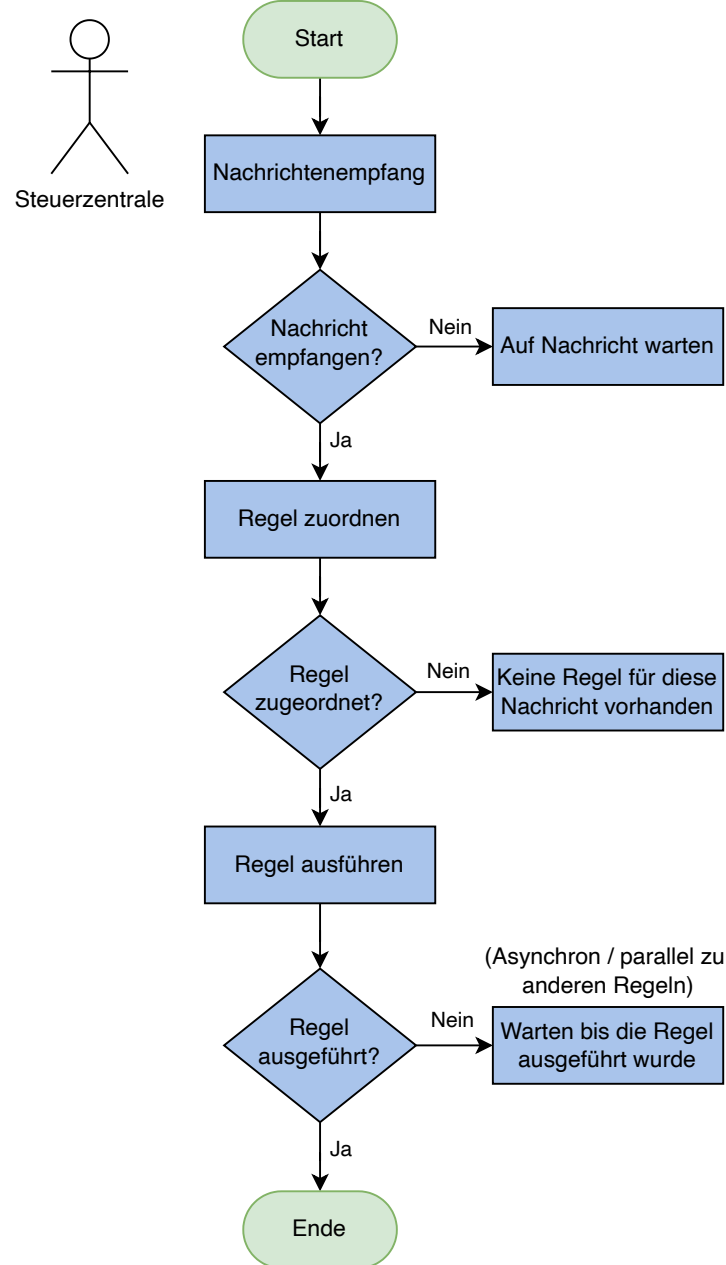 Start
Steuerzentrale
Nachrichtenempfang
Nachricht
empfangen?
Nein
Auf Nachricht warten
Ja
Regel zuordnen
Regel
zugeordnet?
Nein
Keine Regel für diese
Nachricht vorhanden
Ja
Regel ausführen
(Asynchron / parallel zu
anderen Regeln)
Regel
ausgeführt?
Nein
Warten bis die Regel
ausgeführt wurde
Ja
Ende